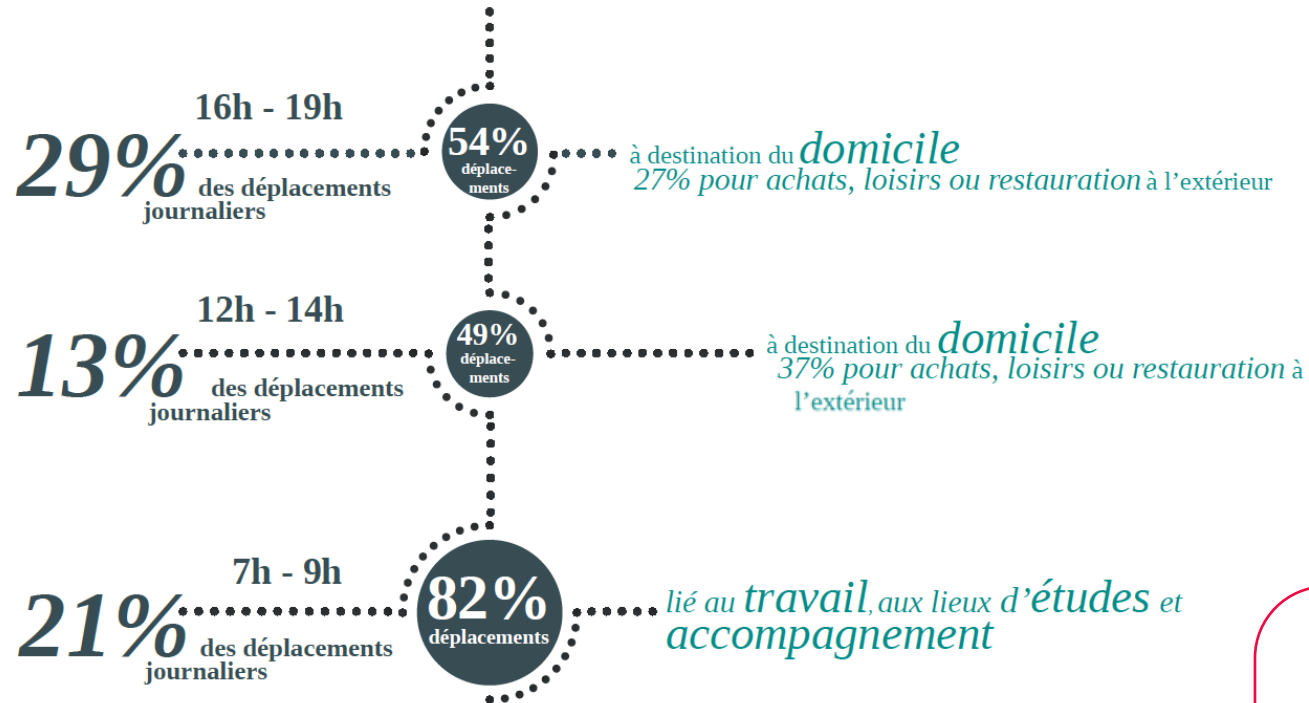 16h - 19h
29%
des déplacements
journaliers
54%
déplace-
ments
à destination du domicile
27% pour achats, loisirs ou restauration à l'extérieur
12h - 14h
13%
des déplacements
journaliers
49%
déplace-
ments
à destination du domicile
37% pour achats, loisirs ou restauration à
l'extérieur
7h - 9h
21%
des déplacements
journaliers
82%
déplacements
lié au travail, aux lieux d'études et
accompagnement